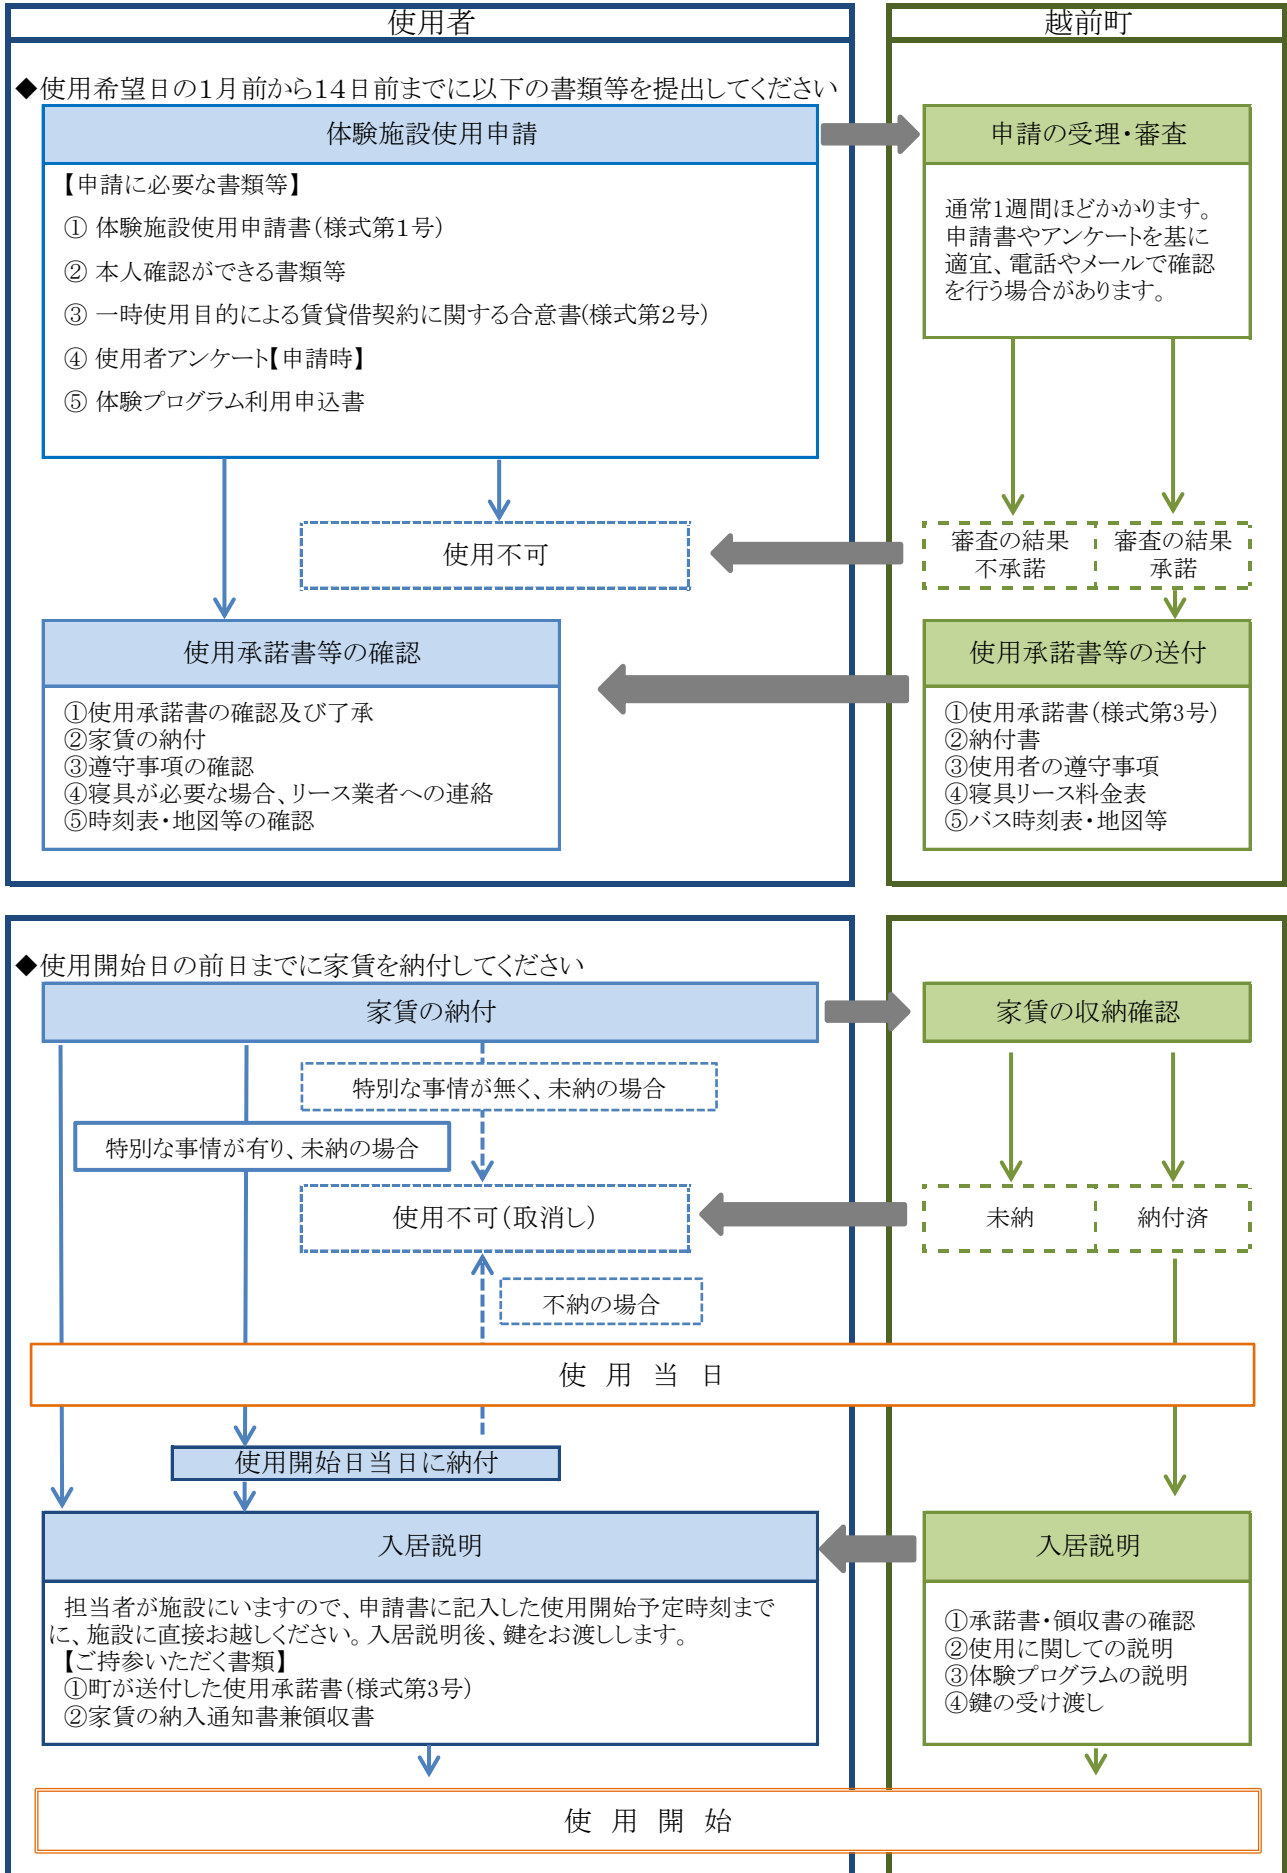 使用者
越前町
◆使用希望日の1月前から14日前までに以下の書類等を提出してください
体験施設使用申請
【申請に必要な書類等】
① 体験施設使用申請書(様式第1号)
② 本人確認ができる書類等
③ 一時使用目的による賃貸借契約に関する合意書(様式第2号)
④ 使用者アンケート【申請時】
⑤ 体験プログラム利用申込書
申請の受理・審査
通常1週間ほどかかります。
申請書やアンケートを基に
適宜、電話やメールで確認
を行う場合があります。
使用不可
審査の結果
不承諾
審査の結果
承諾
使用承諾書等の確認
①使用承諾書の確認及び了承
②家賃の納付
③遵守事項の確認
④寝具が必要な場合、リース業者への連絡
⑤時刻表・地図等の確認
使用承諾書等の送付
①使用承諾書(様式第3号)
②納付書
③使用者の遵守事項
④寝具リース料金表
⑤バス時刻表・地図等
◆使用開始日の前日までに家賃を納付してください
家賃の納付
家賃の収納確認
特別な事情が無く、未納の場合
特別な事情が有り、未納の場合
使用不可(取消し)
未納
納付済
不納の場合
使 用 当 日
使用開始日当日に納付
入居説明
担当者が施設にいますので、申請書に記入した使用開始予定時刻まで
に、施設に直接お越しください。入居説明後、鍵をお渡しします。
【ご持参いただく書類】
①町が送付した使用承諾書(様式第3号)
②家賃の納入通知書兼領収書
入居説明
①承諾書・領収書の確認
②使用に関しての説明
③体験プログラムの説明
④鍵の受け渡し
使 用 開 始